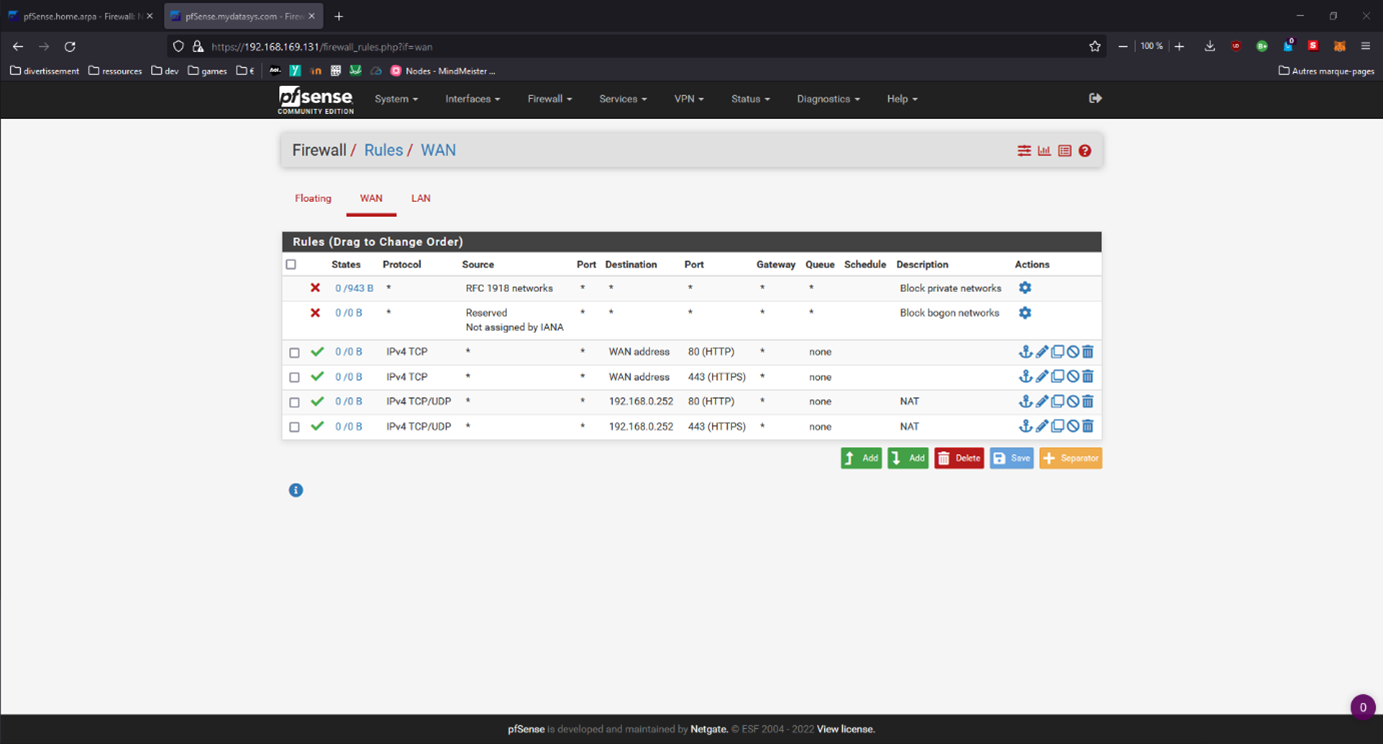 pfSense.home.arpa - Firewall: N
pfSense.mydatasys.com - Firew
https://192.168.169.131/firewall_rules.php?if=wan
100 %
divertissement ressources dev games € Nodes - MindMeister ... Autres marque-pages
pfsense
COMMUNITY EDITION
System Interfaces Firewall Services VPN Status Diagnostics Help
Firewall / Rules / WAN
Floating WAN LAN
Rules (Drag to Change Order)
States Protocol Source Port Destination Port Gateway Queue Schedule Description Actions
0 /943 B * RFC 1918 networks * * * * * Block private networks
0 /0 B * Reserved * * * * * Block bogon networks
Not assigned by IANA
0 /0 B IPv4 TCP * * WAN address 80 (HTTP) * none
0 /0 B IPv4 TCP * * WAN address 443 (HTTPS) * none
0 /0 B IPv4 TCP/UDP * * 192.168.0.252 80 (HTTP) * none NAT
0 /0 B IPv4 TCP/UDP * * 192.168.0.252 443 (HTTPS) * none NAT
Add Add Delete Save Separator
0
pfSense is developed and maintained by Netgate. © ESF 2004 - 2022 View license.